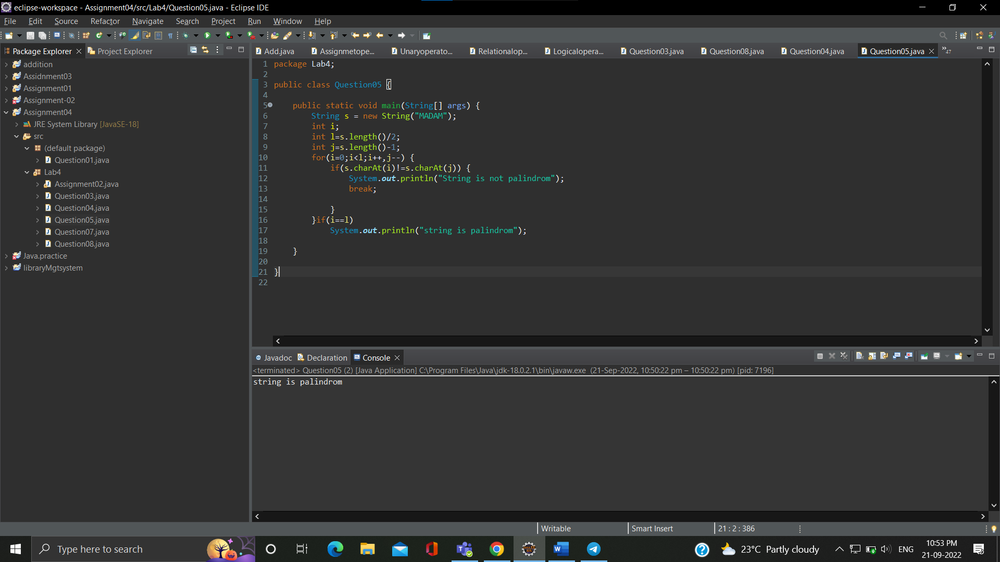 eclipse-workspace - Assignment04/src/Lab4/Question05.java - Eclipse IDE
File Edit Source Refactor Navigate Search Project Run Window Help
Package Explorer Project Explorer
Add.java Assignmetope... Unaryoperato... Relationalop... Logicalopera... Question03.java Question08.java Question04.java Question05.java »47
addition
Assidnment03
Assignment01
Assignment-02
Assignment04
JRE System Library [JavaSE-18]
src
(default package)
Question01.java
Lab4
Assignment02.java
Question03.java
Question04.java
Question05.java
Question07.java
Question08.java
Java.practice
libraryMgtsystem
1 package Lab4;
2
3 public class Question05 {
4
5 public static void main(String[] args) {
6 String s = new String("MADAM");
7 int i;
8 int l=s.length()/2;
9 int j=s.length()-1;
10 for(i=0;i<l;i++,j--) {
11 if(s.charAt(i)!=s.charAt(j)) {
12 System.out.println("String is not palindrom");
13 break;
14
15 }
16 }if(i==l)
17 System.out.println("string is palindrom");
18
19 }
20
21 }
22
Javadoc Declaration Console
<terminated> Question05 (2) [Java Application] C:\Program Files\Java\jdk-18.0.2.1\bin\javaw.exe (21-Sep-2022, 10:50:22 pm – 10:50:22 pm) [pid: 7196]
string is palindrom
Writable Smart Insert 21 : 2 : 386
Type here to search
23°C Partly cloudy
ENG
10:53 PM
21-09-2022